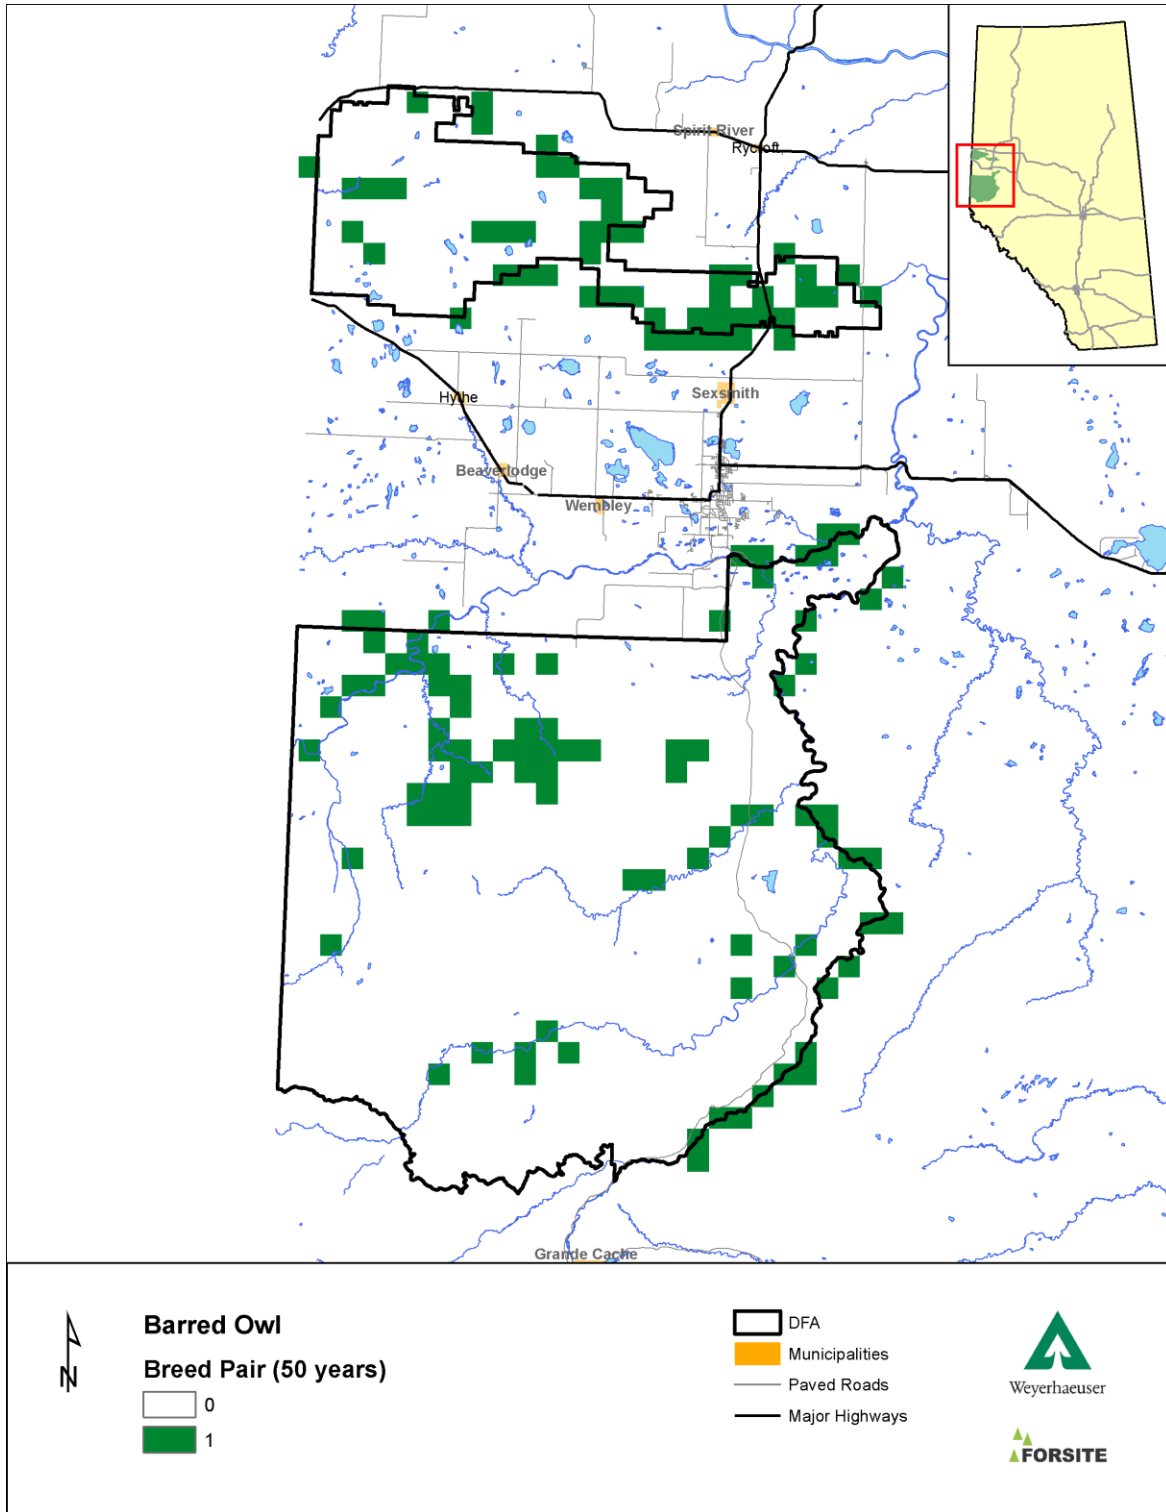 Spirit River
Rycroft
Sexsmith
Hythe
Beaverlodge
Wembley
Grande Cache
N
Barred Owl
Breed Pair (50 years)
0
1
DFA
Municipalities
Paved Roads
Major Highways
Weyerhaeuser
FORSITE